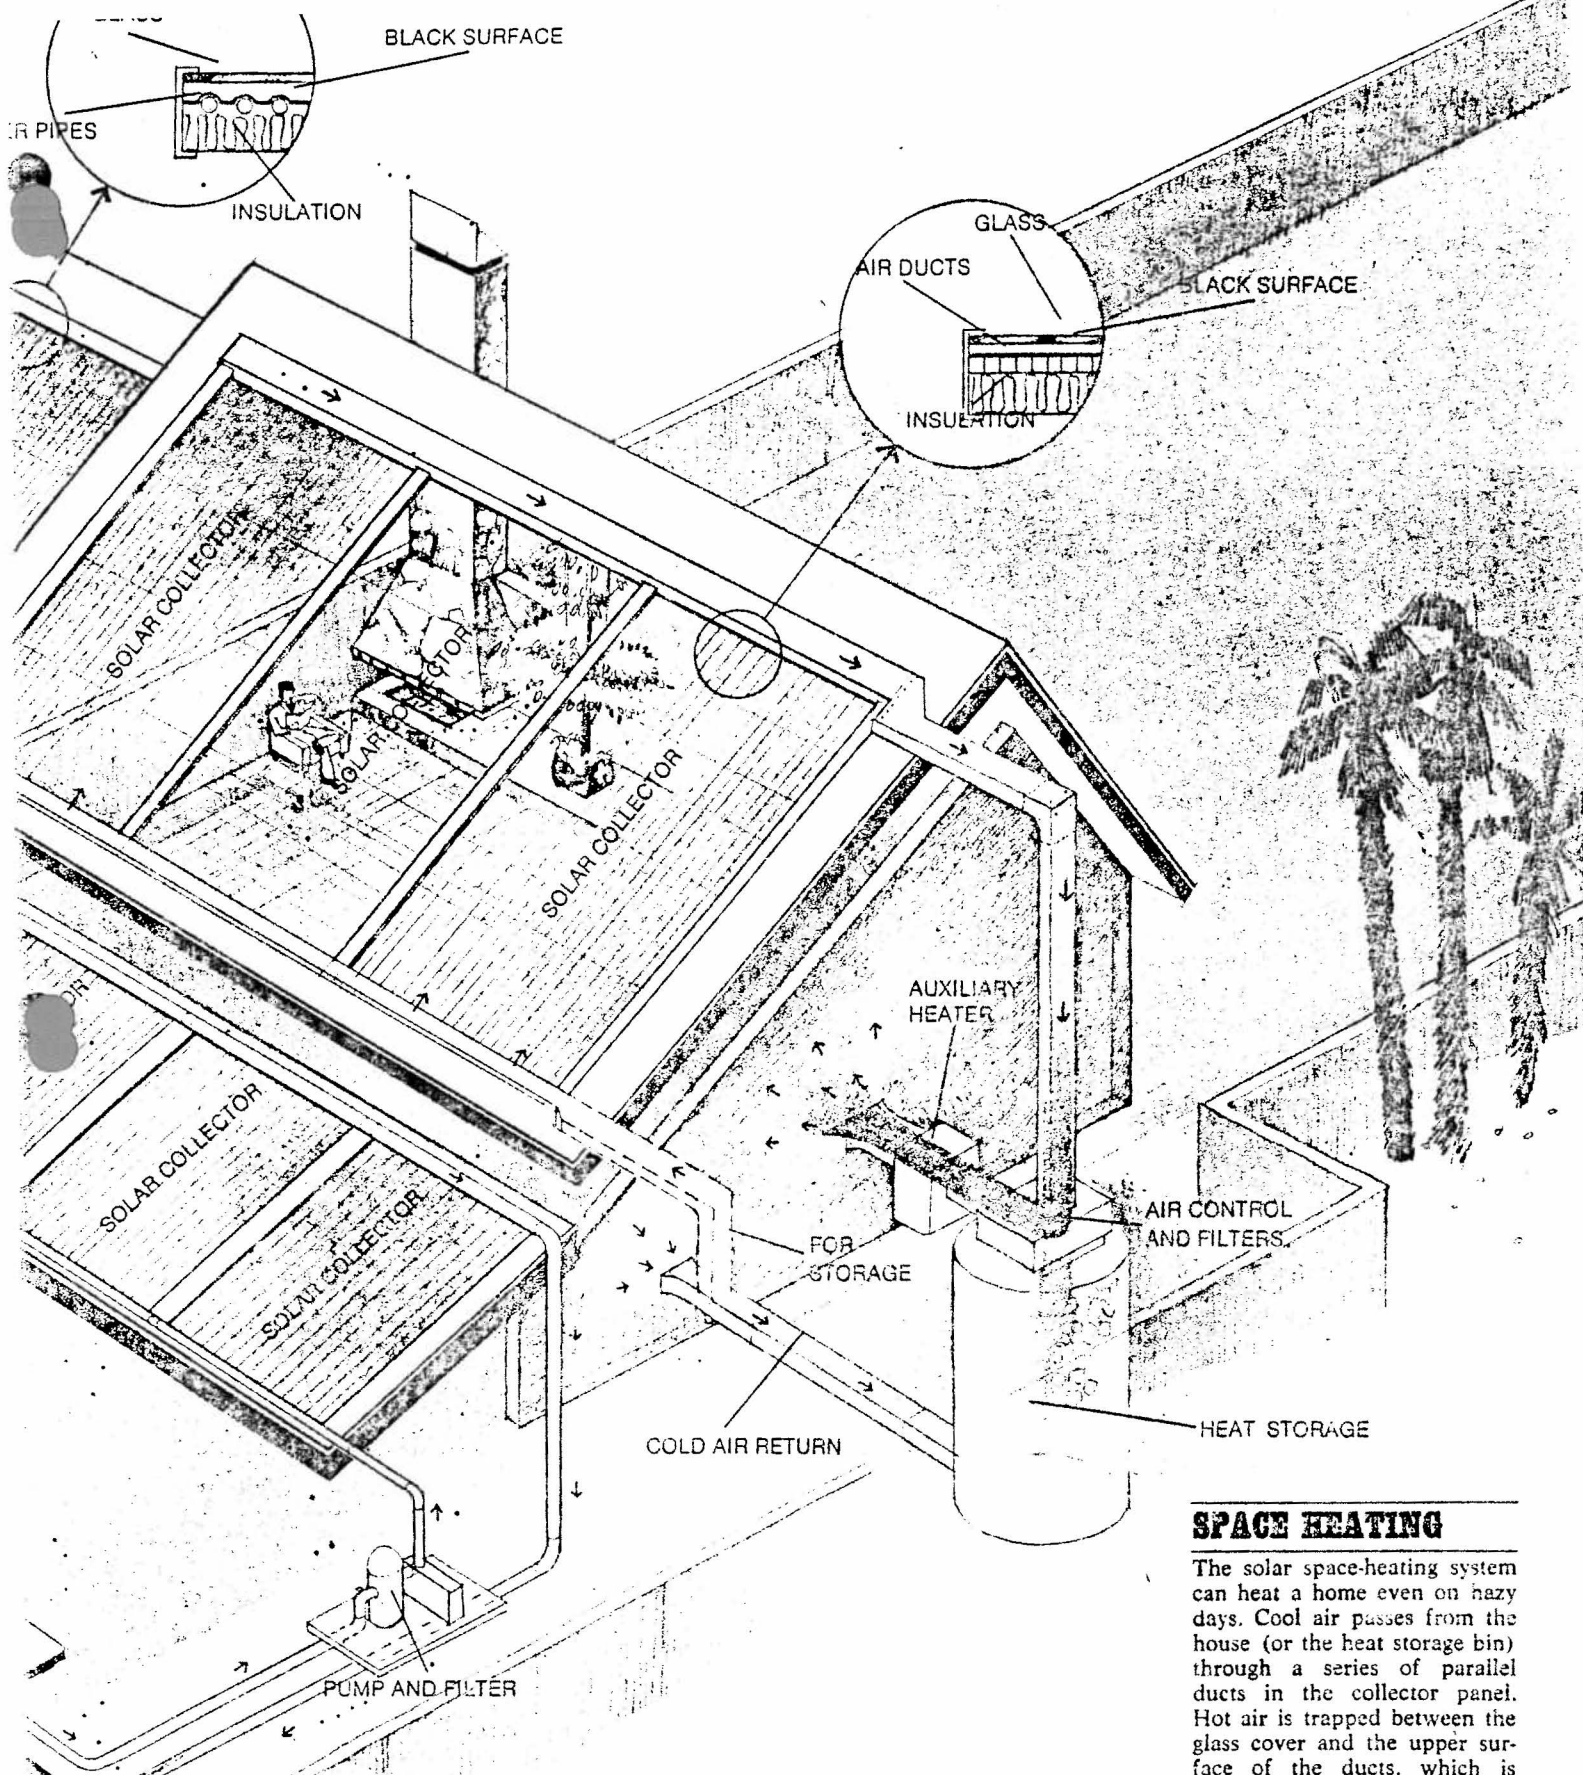 GLASS
BLACK SURFACE
PIPES
INSULATION
GLASS
AIR DUCTS
BLACK SURFACE
INSULATION
SOLAR COLLECTOR
SOLAR COLLECTOR
SOLAR COLLECTOR
AUXILIARY
HEATER
SOLAR COLLECTOR
SOLAR COLLECTOR
AIR CONTROL
AND FILTERS
FOR
STORAGE
COLD AIR RETURN
HEAT STORAGE
PUMP AND FILTER
SPACE HEATING
The solar space-heating system
can heat a home even on hazy
days. Cool air passes from the
house (or the heat storage bin)
through a series of parallel
ducts in the collector panel.
Hot air is trapped between the
glass cover and the upper sur-
face of the ducts, which is